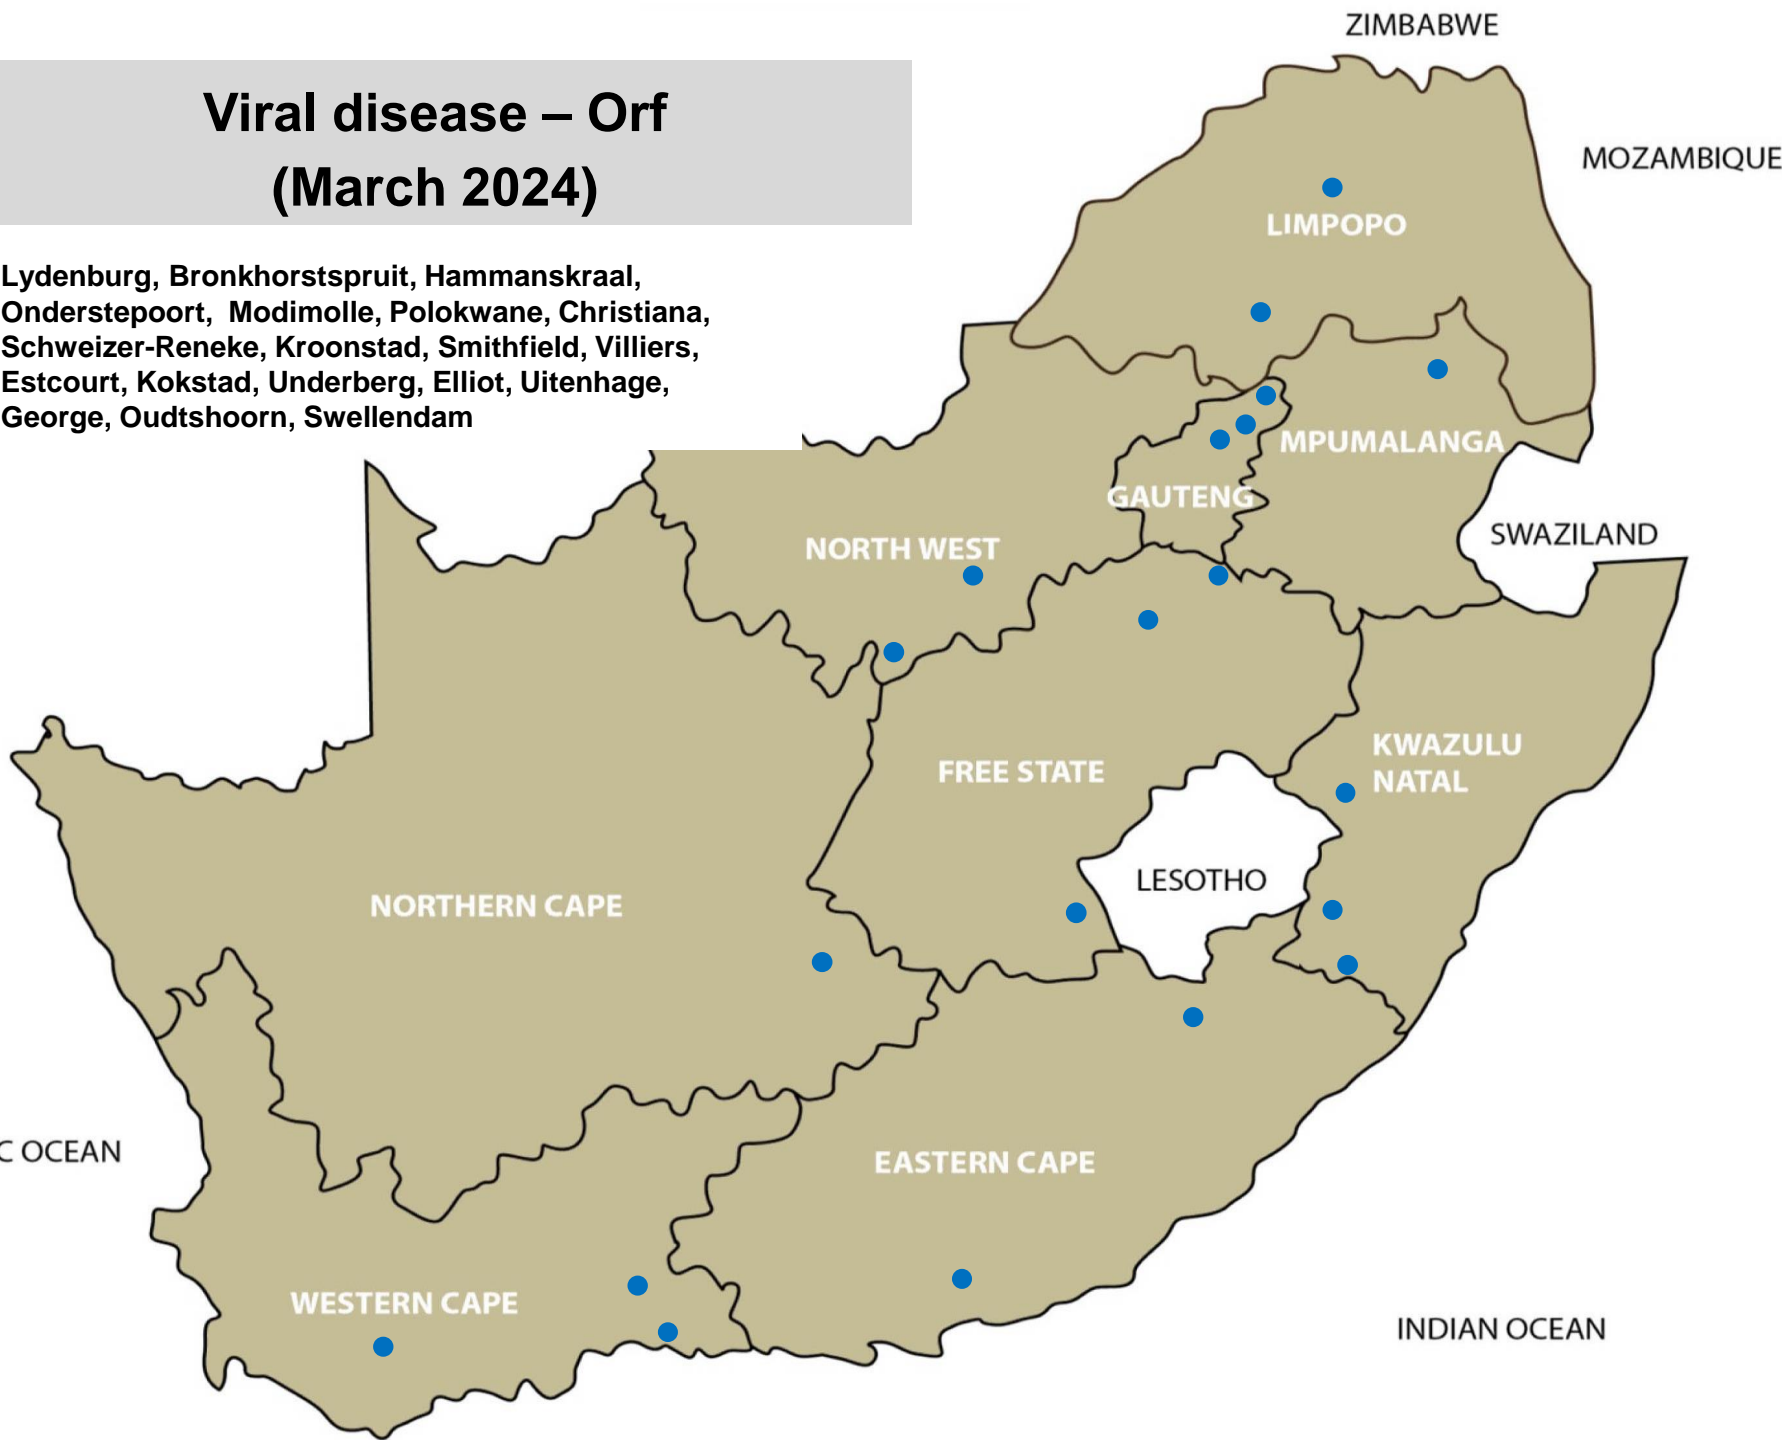 ZIMBABWE
Viral disease – Orf
(March 2024)
MOZAMBIQUE
LIMPOPO
Lydenburg, Bronkhorstspruit, Hammanskraal,
Onderstepoort,  Modimolle, Polokwane, Christiana,
Schweizer-Reneke, Kroonstad, Smithfield, Villiers,
Estcourt, Kokstad, Underberg, Elliot, Uitenhage,
George, Oudtshoorn, Swellendam
MPUMALANGA
GAUTENG
SWAZILAND
NORTH WEST
KWAZULU
NATAL
FREE STATE
LESOTHO
NORTHERN CAPE
C OCEAN
EASTERN CAPE
WESTERN CAPE
INDIAN OCEAN